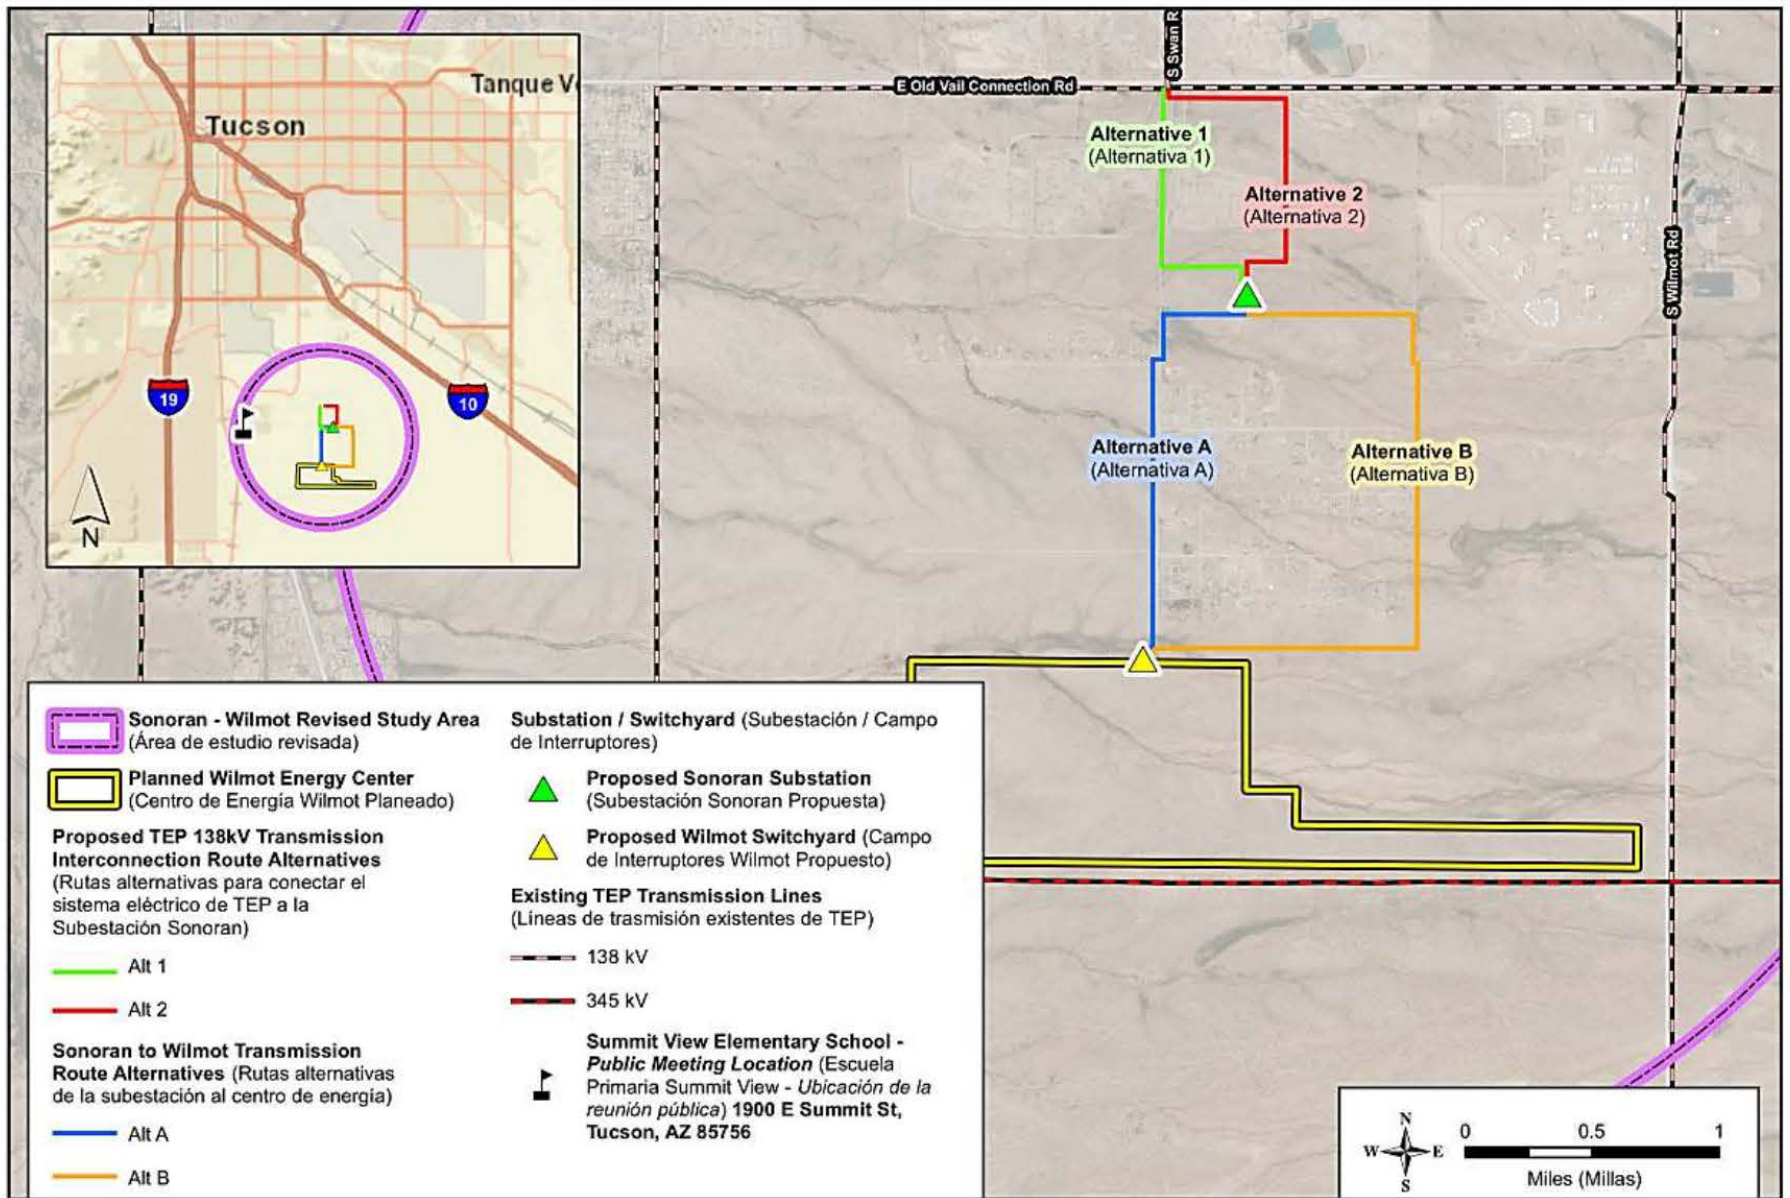 Tanque V
Tucson
19
10
N
E Old Vail Connection Rd
S Swan R
S Wilmot Rd
Alternative 1
(Alternativa 1)
Alternative 2
(Alternativa 2)
Alternative A
(Alternativa A)
Alternative B
(Alternativa B)
Sonoran - Wilmot Revised Study Area
(Área de estudio revisada)
Planned Wilmot Energy Center
(Centro de Energía Wilmot Planeado)
Proposed TEP 138kV Transmission
Interconnection Route Alternatives
(Rutas alternativas para conectar el
sistema eléctrico de TEP a la
Subestación Sonoran)
Alt 1
Alt 2
Sonoran to Wilmot Transmission
Route Alternatives (Rutas alternativas
de la subestación al centro de energía)
Alt A
Alt B
Substation / Switchyard (Subestación / Campo
de Interruptores)
Proposed Sonoran Substation
(Subestación Sonoran Propuesta)
Proposed Wilmot Switchyard (Campo
de Interruptores Wilmot Propuesto)
Existing TEP Transmission Lines
(Líneas de trasmisión existentes de TEP)
138 kV
345 kV
Summit View Elementary School -
Public Meeting Location (Escuela
Primaria Summit View - Ubicación de la
reunión pública) 1900 E Summit St,
Tucson, AZ 85756
N
W E
S
0 0.5 1
Miles (Millas)